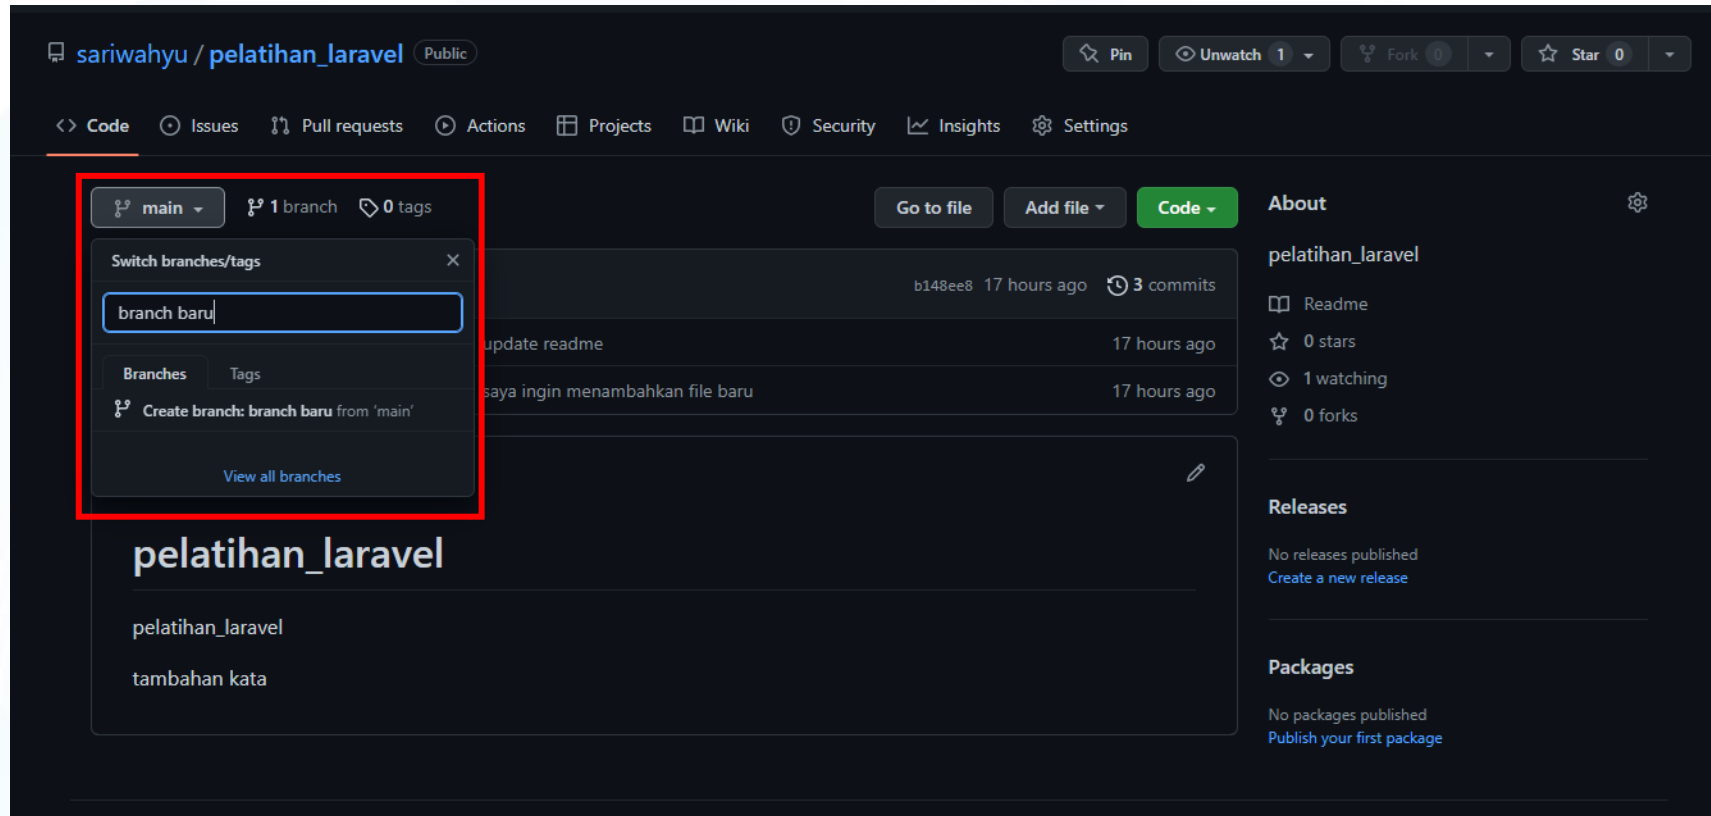 sariwahyu / pelatihan_laravel Public
Pin Unwatch 1 Fork 0 Star 0
Code Issues Pull requests Actions Projects Wiki Security Insights Settings
main 1 branch 0 tags Go to file Add file Code
Switch branches/tags
branch baru
Branches Tags
Create branch: branch baru from ‘main’
View all branches
b148ee8 17 hours ago 3 commits
update readme 17 hours ago
saya ingin menambahkan file baru 17 hours ago
pelatihan_laravel
pelatihan_laravel
tambahan kata
About
pelatihan_laravel
Readme
0 stars
1 watching
0 forks
Releases
No releases published
Create a new release
Packages
No packages published
Publish your first package